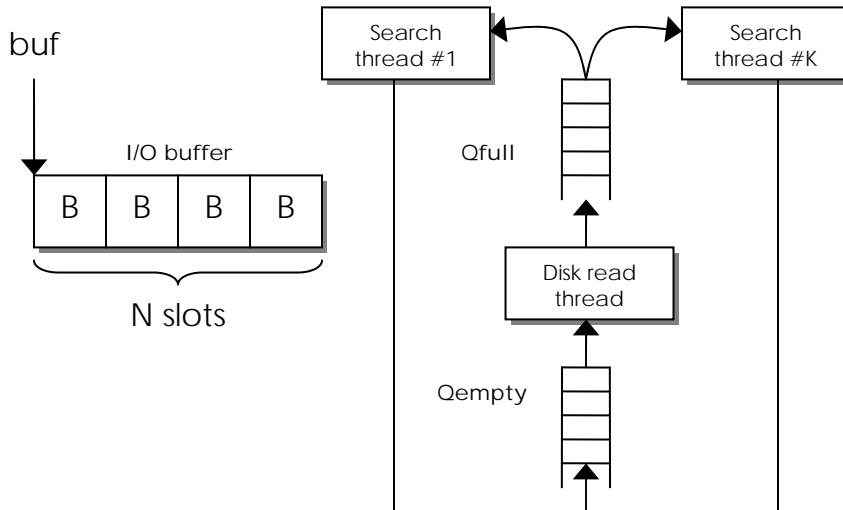 buf
I/O buffer
B B B B
N slots
Search
thread #1
Search
thread #K
Qfull
Disk read
thread
Qempty